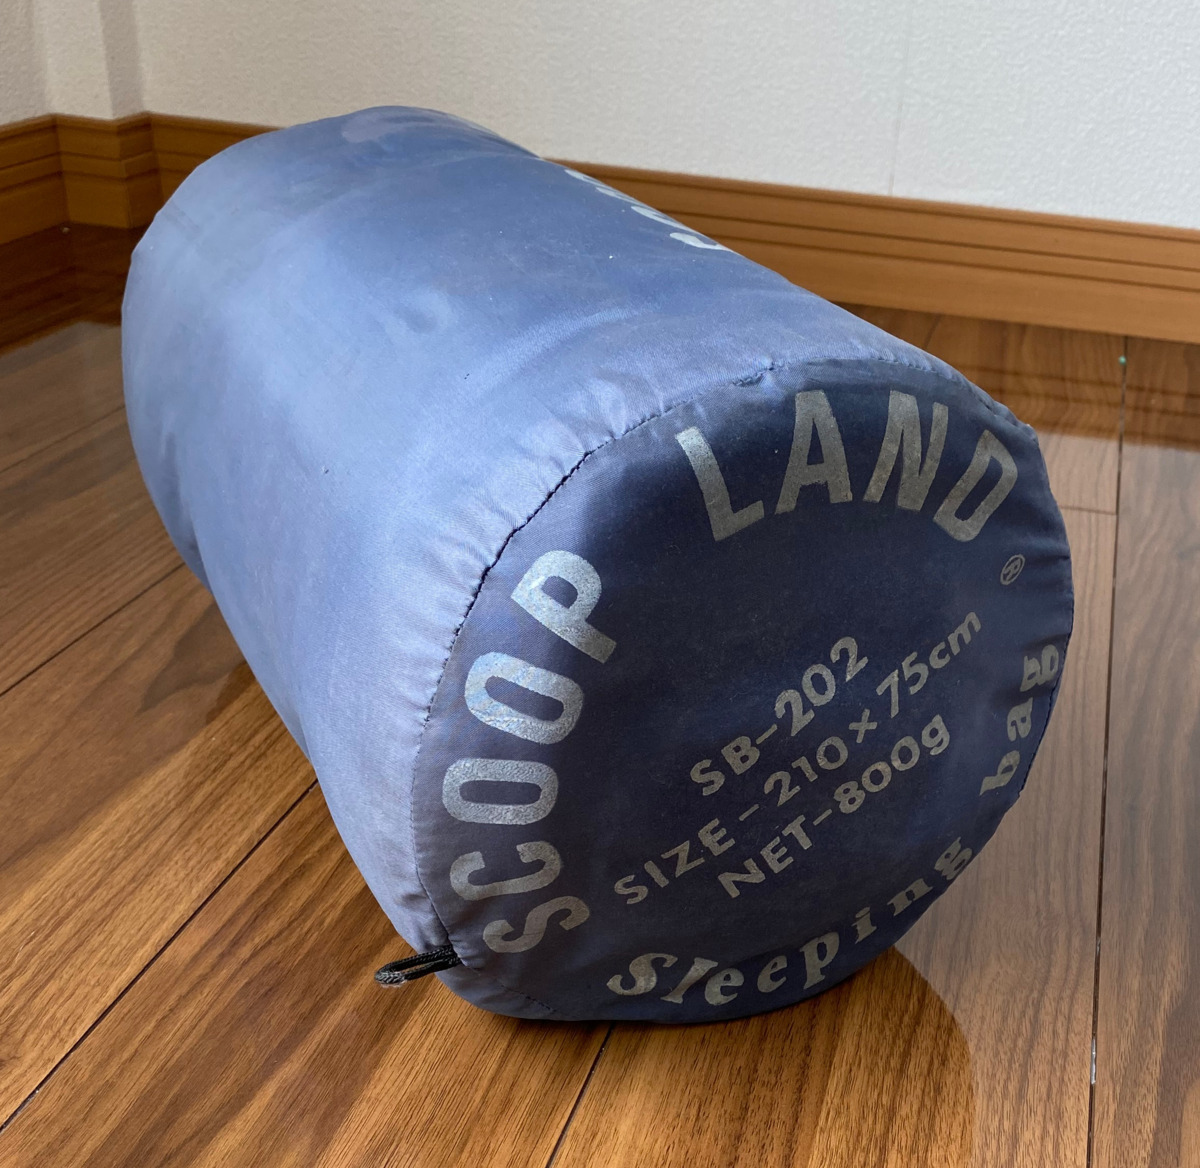 SCOOP LAND ®
SB-202
SIZE-210×75cm
NET-800g
Sleeping bag